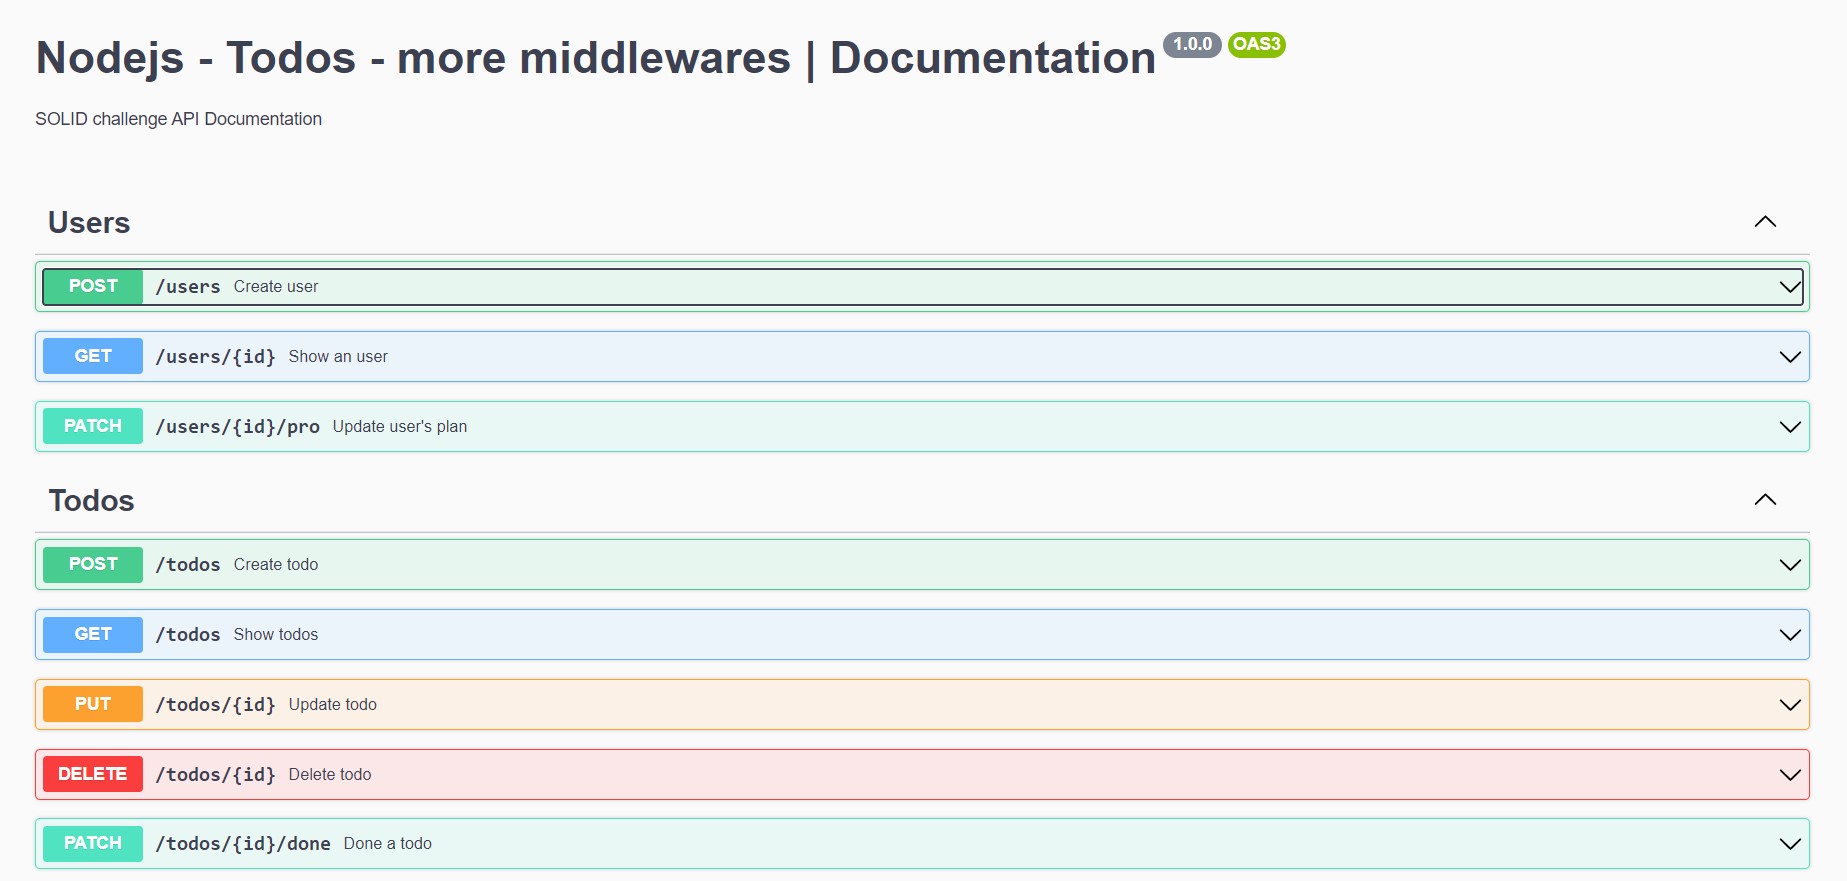 Nodejs - Todos - more middlewares | Documentation 1.0.0 OAS3
SOLID challenge API Documentation
Users
POST /users Create user
GET /users/{id} Show an user
PATCH /users/{id}/pro Update user's plan
Todos
POST /todos Create todo
GET /todos Show todos
PUT /todos/{id} Update todo
DELETE /todos/{id} Delete todo
PATCH /todos/{id}/done Done a todo